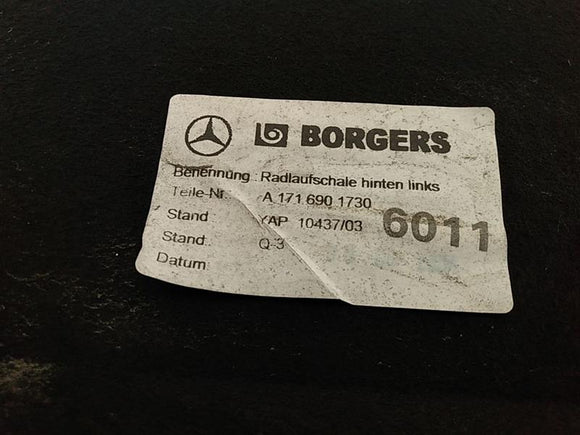 BORGERS
Benennung : Radlaufschale hinten links
Teile-Nr. A 171 690 1730
Stand YAP 10437/03
6011
Stand.. Q-3
Datum